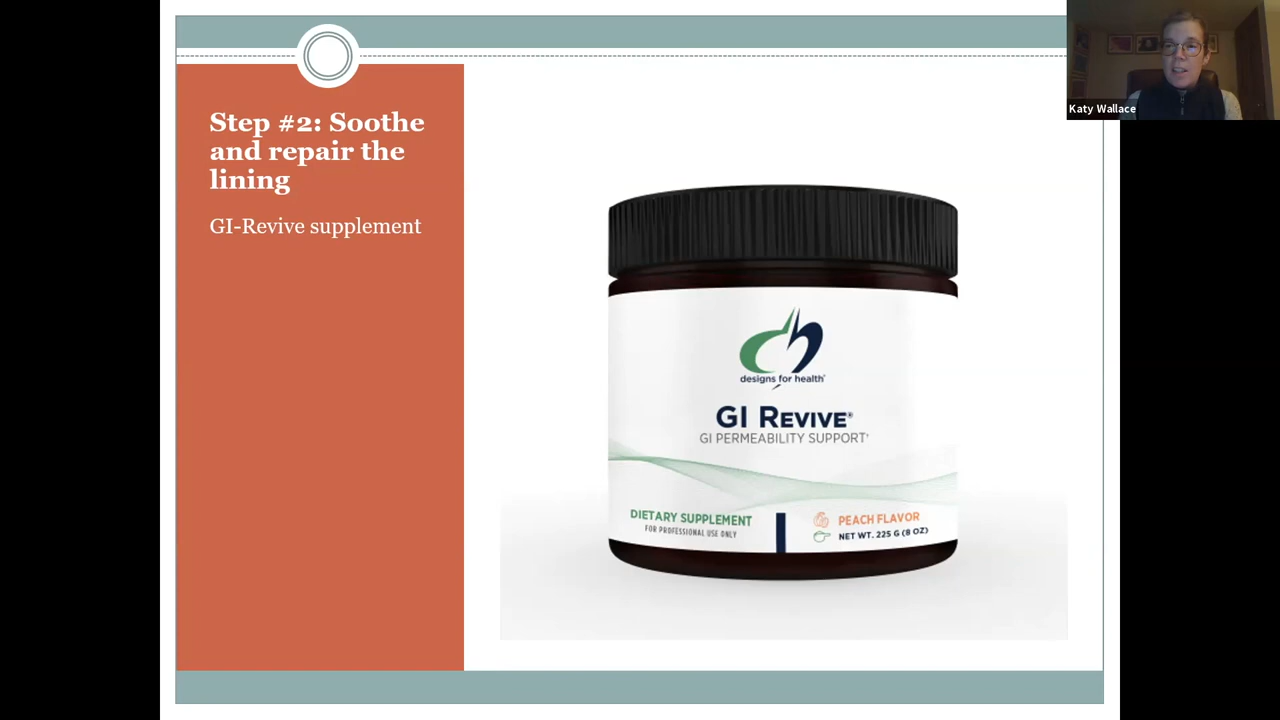 Step #2: Soothe
and repair the
lining
GI-Revive supplement
Katy Wallace
designs for health®
GI REVIVE®
GI PERMEABILITY SUPPORT†
DIETARY SUPPLEMENT
FOR PROFESSIONAL USE ONLY
PEACH FLAVOR
NET WT. 225 G (8 OZ)